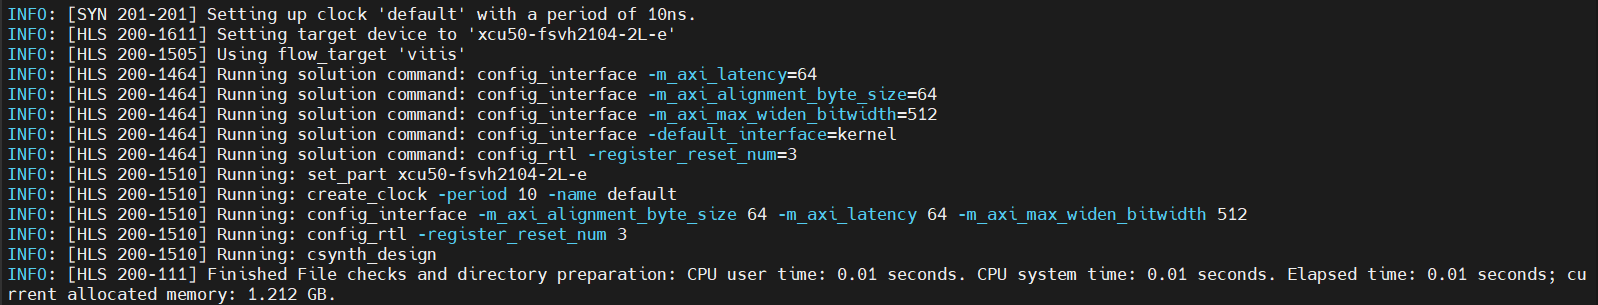 INFO: [SYN 201-201] Setting up clock 'default' with a period of 10ns.
INFO: [HLS 200-1611] Setting target device to 'xcu50-fsvh2104-2L-e'
INFO: [HLS 200-1505] Using flow_target 'vitis'
INFO: [HLS 200-1464] Running solution command: config_interface -m_axi_latency=64
INFO: [HLS 200-1464] Running solution command: config_interface -m_axi_alignment_byte_size=64
INFO: [HLS 200-1464] Running solution command: config_interface -m_axi_max_widen_bitwidth=512
INFO: [HLS 200-1464] Running solution command: config_interface -default_interface=kernel
INFO: [HLS 200-1464] Running solution command: config_rtl -register_reset_num=3
INFO: [HLS 200-1510] Running: set_part xcu50-fsvh2104-2L-e
INFO: [HLS 200-1510] Running: create_clock -period 10 -name default
INFO: [HLS 200-1510] Running: config_interface -m_axi_alignment_byte_size 64 -m_axi_latency 64 -m_axi_max_widen_bitwidth 512
INFO: [HLS 200-1510] Running: config_rtl -register_reset_num 3
INFO: [HLS 200-1510] Running: csynth_design
INFO: [HLS 200-111] Finished File checks and directory preparation: CPU user time: 0.01 seconds. CPU system time: 0.01 seconds. Elapsed time: 0.01 seconds; cu
rrent allocated memory: 1.212 GB.